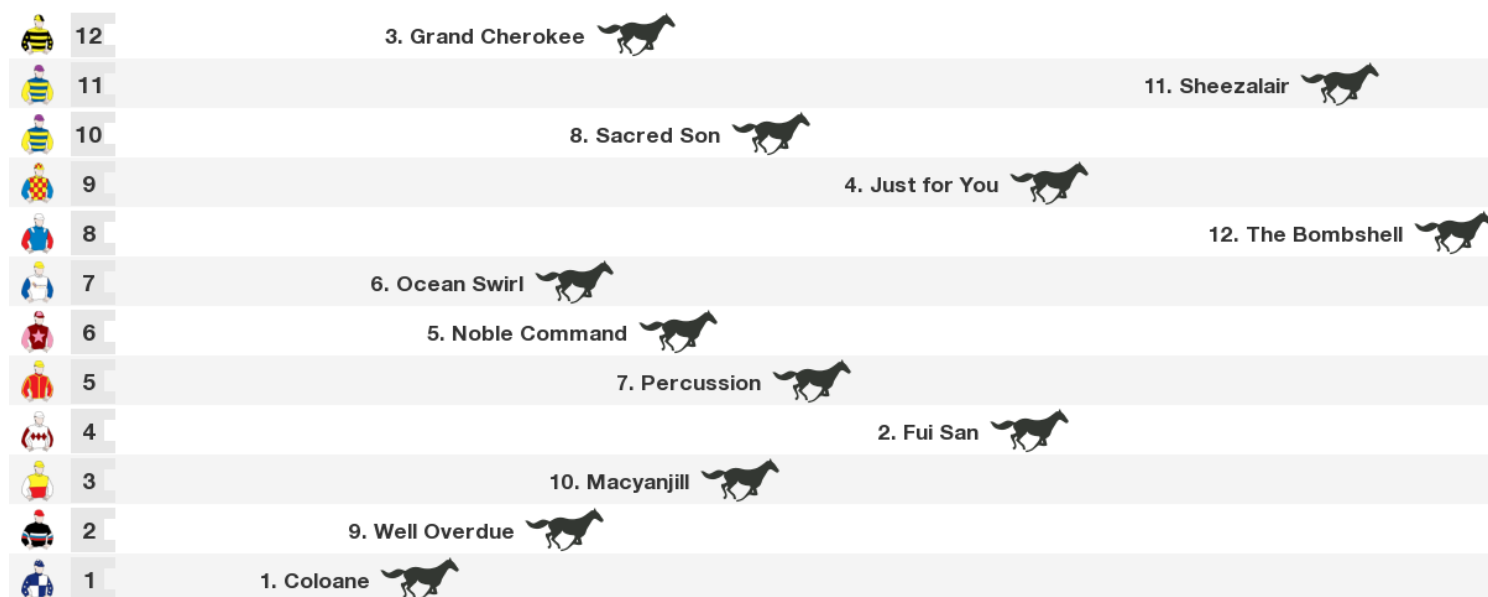 12 3. Grand Cherokee
11 11. Sheezalair
10 8. Sacred Son
9 4. Just for You
8 12. The Bombshell
7 6. Ocean Swirl
6 5. Noble Command
5 7. Percussion
4 2. Fui San
3 10. Macyanjill
2 9. Well Overdue
1 1. Coloane